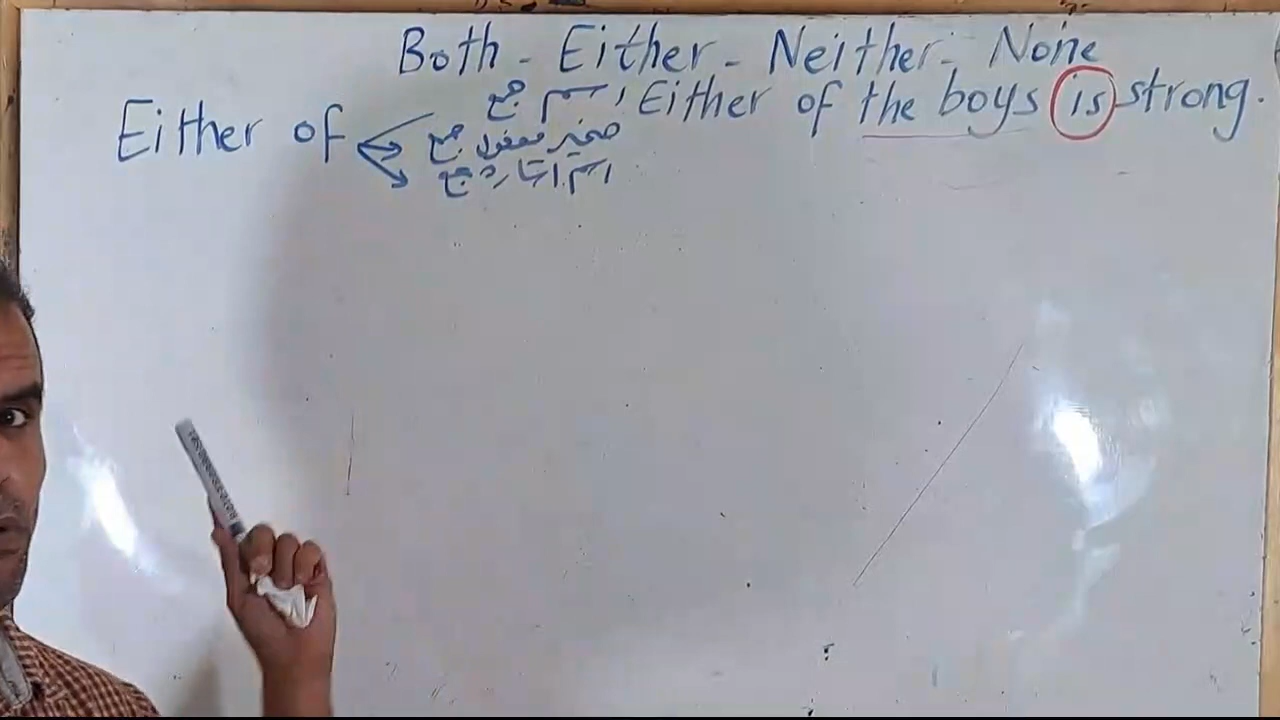 Both - Either - Neither - None
Either of اسم جمع Either of the boys is strong.
ضمير مفعول جمع
اسم اشارة جمع